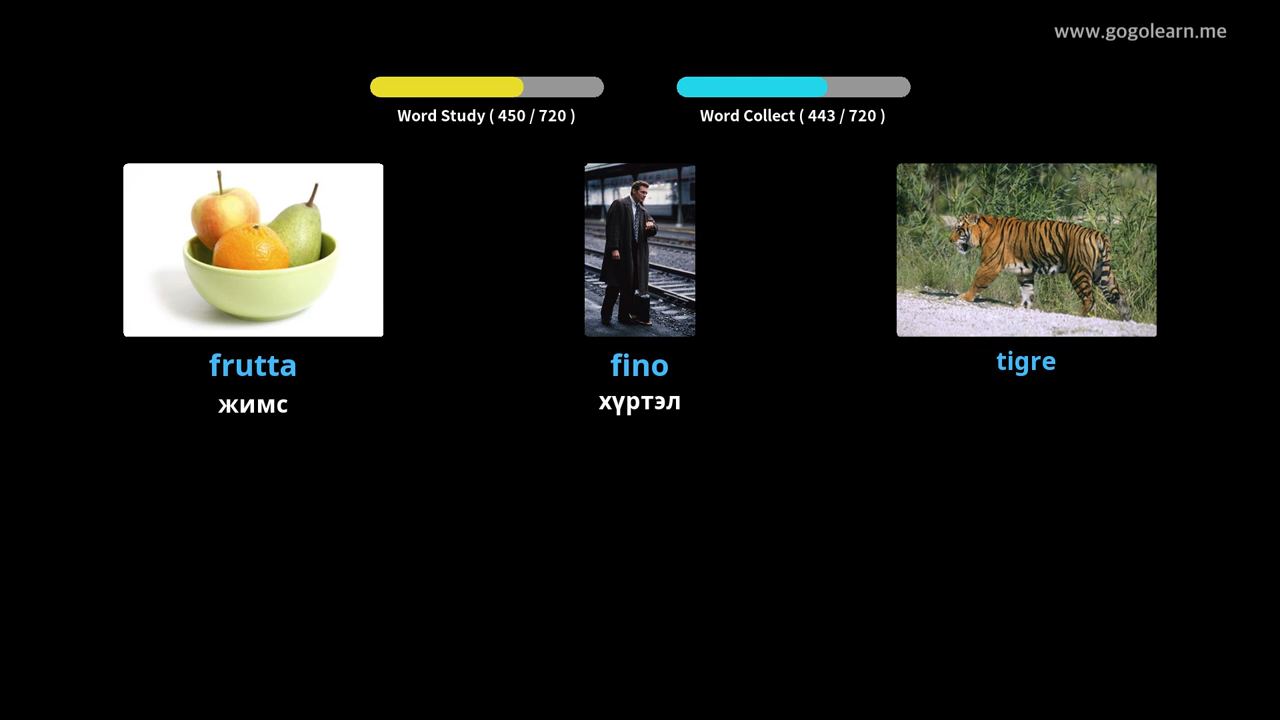 www.gogolearn.me
Word Study ( 450 / 720 )
Word Collect ( 443 / 720 )
frutta
жимс
fino
хүртэл
tigre